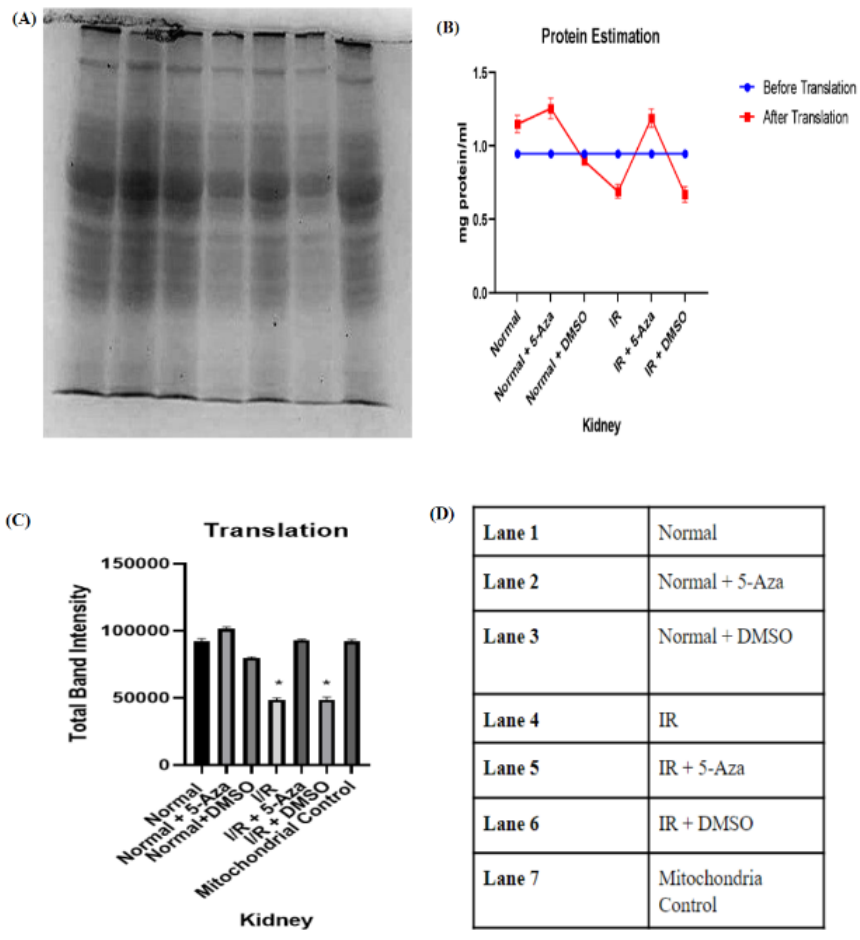 (A)
(B)
Protein Estimation
1.5
1.0
0.5
0.0
mg protein/ml
Before Translation
After Translation
Normal
Normal + 5-Aza
Normal + DMSO
IR
IR + 5-Aza
IR + DMSO
Kidney
(C)
Translation
150000
100000
50000
0
Total Band Intensity
*
*
Normal
Normal + 5-Aza
Normal+DMSO
I/R
I/R + 5-Aza
I/R + DMSO
Mitochondrial Control
Kidney
(D)
Lane 1 Normal
Lane 2 Normal + 5-Aza
Lane 3 Normal + DMSO
Lane 4 IR
Lane 5 IR + 5-Aza
Lane 6 IR + DMSO
Lane 7 Mitochondria
Control